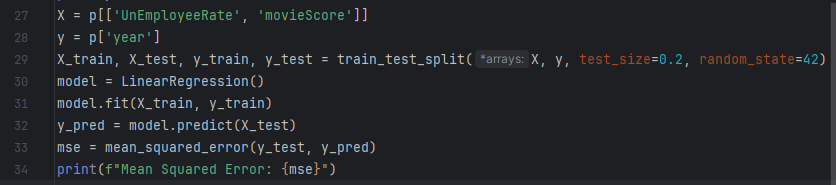 27 X = p[['UnEmployeeRate', 'movieScore']]
28 y = p['year']
29 X_train, X_test, y_train, y_test = train_test_split( *arrays: X, y, test_size=0.2, random_state=42)
30 model = LinearRegression()
31 model.fit(X_train, y_train)
32 y_pred = model.predict(X_test)
33 mse = mean_squared_error(y_test, y_pred)
34 print(f"Mean Squared Error: {mse}")